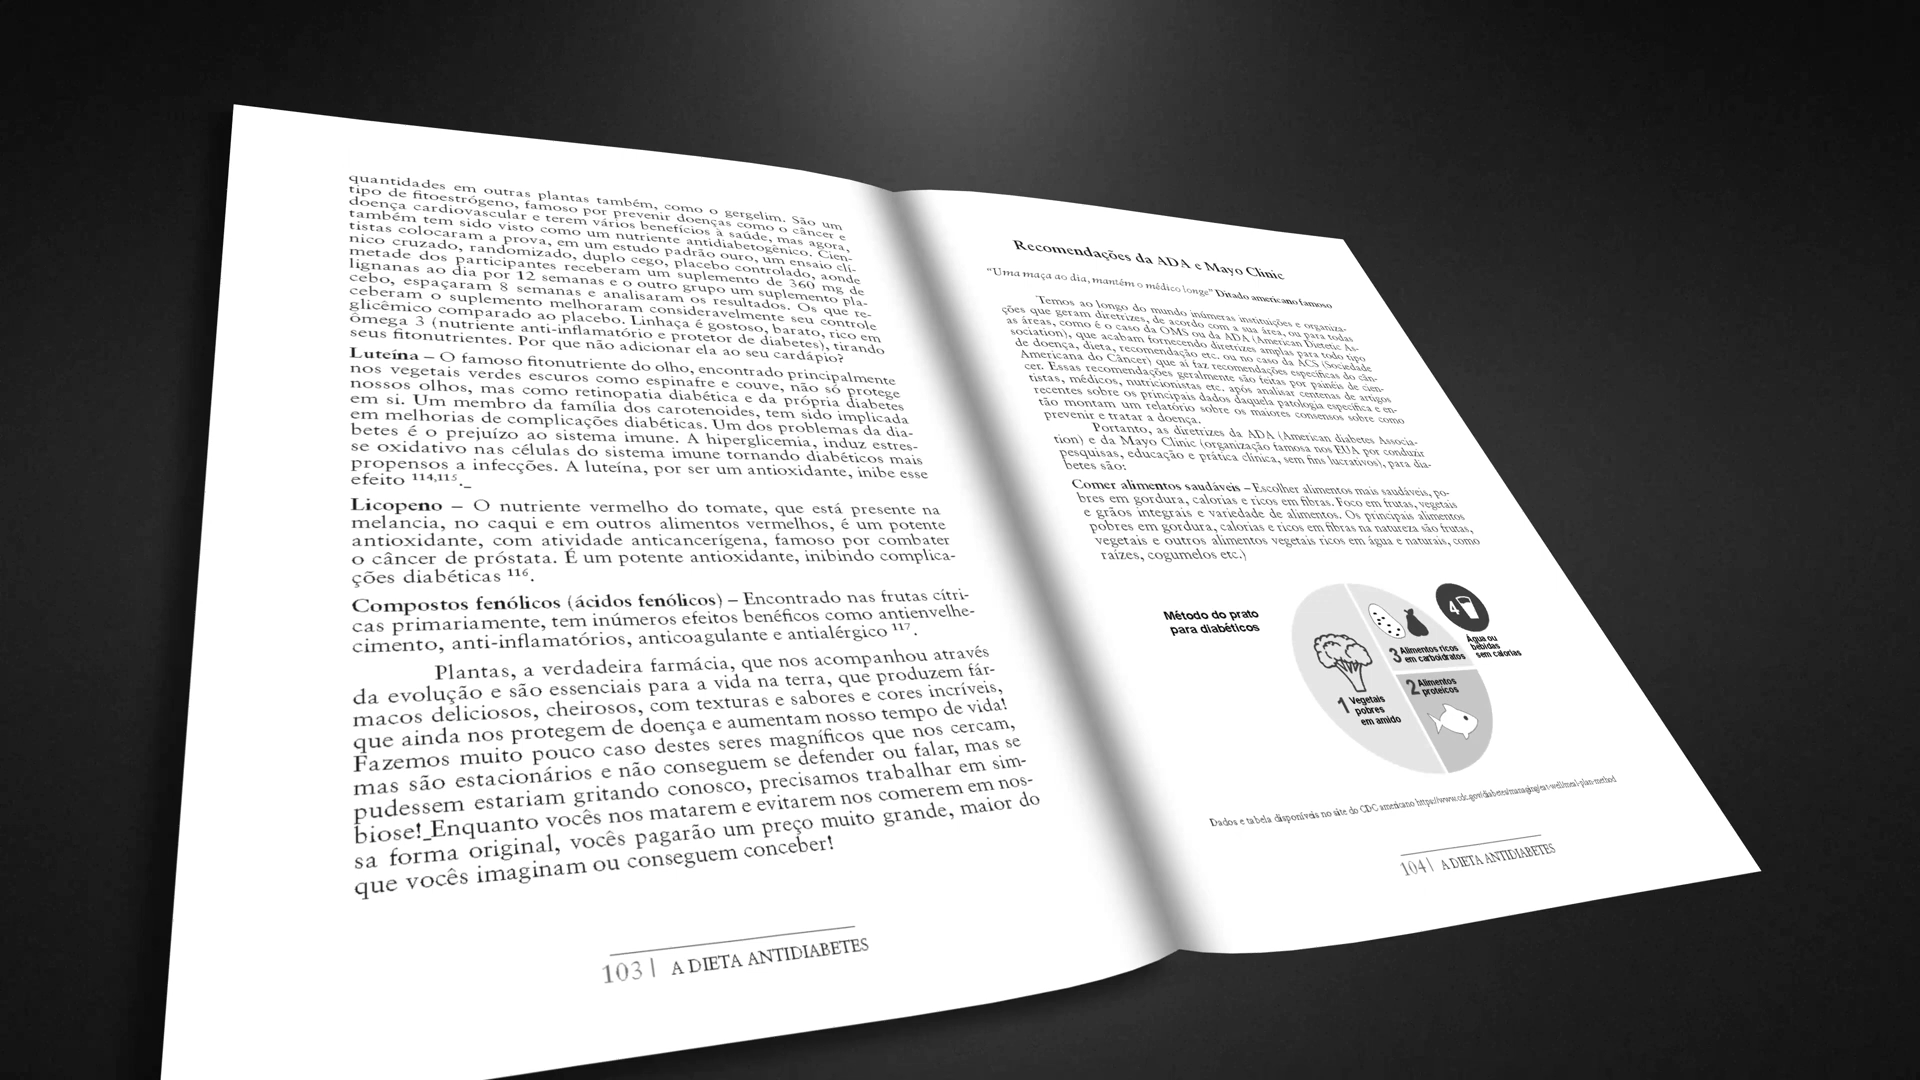 quantidades em outras plantas também, como o gergelim. São um
tipo de fitoestrógeno, famoso por prevenir doenças como o câncer e
doença cardiovascular e terem vários benefícios à saúde, mas agora,
também tem sido visto como um nutriente antidiabetogênico. Cien-
tistas colocaram a prova, em um estudo padrão ouro, um ensaio clí-
nico cruzado, randomizado, duplo cego, placebo controlado, aonde
metade dos participantes receberam um suplemento de 360 mg de
lignanas ao dia por 12 semanas e o outro grupo um suplemento pla-
cebo, espaçaram 8 semanas e analisaram os resultados. Os que re-
ceberam o suplemento melhoraram consideravelmente seu controle
glicêmico comparado ao placebo. Linhaça é gostoso, barato, rico em
ômega 3 (nutriente anti-inflamatório e protetor de diabetes), tirando
seus fitonutrientes. Por que não adicionar ela ao seu cardápio?
Luteína – O famoso fitonutriente do olho, encontrado principalmente
nos vegetais verdes escuros como espinafre e couve, não só protege
nossos olhos, mas como retinopatia diabética e da própria diabetes
em si. Um membro da família dos carotenoides, tem sido implicada
em melhorias de complicações diabéticas. Um dos problemas da dia-
betes é o prejuízo ao sistema imune. A hiperglicemia, induz estres-
se oxidativo nas células do sistema imune tornando diabéticos mais
propensos a infecções. A luteína, por ser um antioxidante, inibe esse
efeito 114,115._
Licopeno – O nutriente vermelho do tomate, que está presente na
melancia, no caqui e em outros alimentos vermelhos, é um potente
antioxidante, com atividade anticancerígena, famoso por combater
o câncer de próstata. É um potente antioxidante, inibindo complica-
ções diabéticas 116.
Compostos fenólicos (ácidos fenólicos) – Encontrado nas frutas cítri-
cas primariamente, tem inúmeros efeitos benéficos como antienvelhe-
cimento, anti-inflamatórios, anticoagulante e antialérgico 117.
Plantas, a verdadeira farmácia, que nos acompanhou através
da evolução e são essenciais para a vida na terra, que produzem fár-
macos deliciosos, cheirosos, com texturas e sabores e cores incríveis,
que ainda nos protegem de doença e aumentam nosso tempo de vida!
Fazemos muito pouco caso destes seres magníficos que nos cercam,
mas são estacionários e não conseguem se defender ou falar, mas se
pudessem estariam gritando conosco, precisamos trabalhar em sim-
biose!_Enquanto vocês nos matarem e evitarem nos comerem em nos-
sa forma original, vocês pagarão um preço muito grande, maior do
que vocês imaginam ou conseguem conceber!
103 | A DIETA ANTIDIABETES
Recomendações da ADA e Mayo Clinic
"Uma maça ao dia, mantém o médico longe" Ditado americano famoso
Temos ao longo do mundo inúmeras instituições e organiza-
ções que geram diretrizes, de acordo com a sua área, ou para todas
as áreas, como é o caso da OMS ou da ADA (American Dietetic As-
sociation), que acabam fornecendo diretrizes amplas para todo tipo
de doença, dieta, recomendação etc. ou no caso da ACS (Sociedade
Americana do Câncer) que aí faz recomendações específicas do cân-
cer. Essas recomendações geralmente são feitas por painéis de cien-
tistas, médicos, nutricionistas etc. após analisar centenas de artigos
recentes sobre os principais dados daquela patologia específica e en-
tão montam um relatório sobre os maiores consensos sobre como
prevenir e tratar a doença.
Portanto, as diretrizes da ADA (American diabetes Associa-
tion) e da Mayo Clinic (organização famosa nos EUA por conduzir
pesquisas, educação e prática clínica, sem fins lucrativos), para dia-
betes são:
Comer alimentos saudáveis – Escolher alimentos mais saudáveis, po-
bres em gordura, calorias e ricos em fibras. Foco em frutas, vegetais
e grãos integrais e variedade de alimentos. Os principais alimentos
pobres em gordura, calorias e ricos em fibras na natureza são frutas,
vegetais e outros alimentos vegetais ricos em água e naturais, como
raízes, cogumelos etc.)
Método do prato
para diabéticos
1 Vegetais
pobres
em amido
2 Alimentos
proteicos
3 Alimentos ricos
em carboidratos
4
Água ou
bebidas
sem calorias
Dados e tabela disponíveis no site do CDC americano https://www.cdc.gov/diabetes/managing/eat-well/meal-plan-method
104 | A DIETA ANTIDIABETES